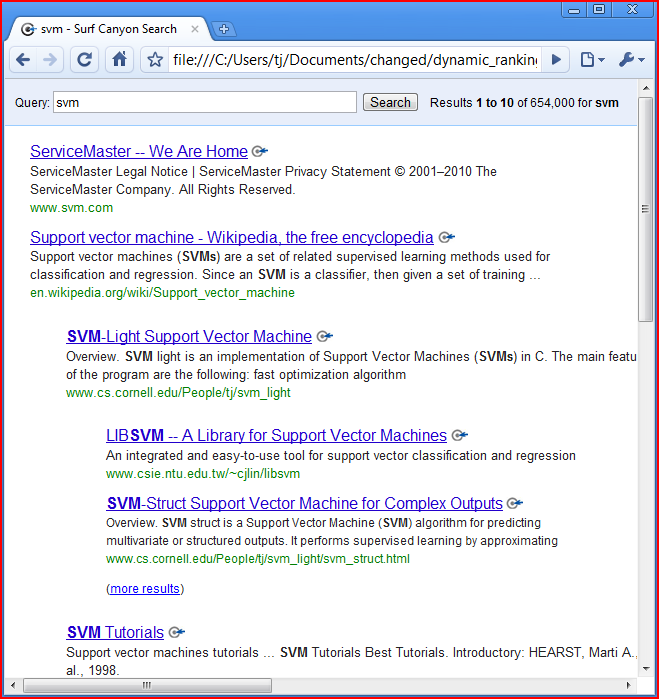 svm - Surf Canyon Search
file:///C:/Users/tj/Documents/changed/dynamic_ranking
Query: svm Search Results 1 to 10 of 654,000 for svm
ServiceMaster -- We Are Home
ServiceMaster Legal Notice | ServiceMaster Privacy Statement © 2001–2010 The
ServiceMaster Company. All Rights Reserved.
www.svm.com
Support vector machine - Wikipedia, the free encyclopedia
Support vector machines (SVMs) are a set of related supervised learning methods used for
classification and regression. Since an SVM is a classifier, then given a set of training ...
en.wikipedia.org/wiki/Support_vector_machine
SVM-Light Support Vector Machine
Overview. SVM light is an implementation of Support Vector Machines (SVMs) in C. The main featu
of the program are the following: fast optimization algorithm
www.cs.cornell.edu/People/tj/svm_light
LIBSVM -- A Library for Support Vector Machines
An integrated and easy-to-use tool for support vector classification and regression
www.csie.ntu.edu.tw/~cjlin/libsvm
SVM-Struct Support Vector Machine for Complex Outputs
Overview. SVM struct is a Support Vector Machine (SVM) algorithm for predicting
multivariate or structured outputs. It performs supervised learning by approximating
www.cs.cornell.edu/People/tj/svm_light/svm_struct.html
(more results)
SVM Tutorials
Support vector machines tutorials ... SVM Tutorials Best Tutorials. Introductory: HEARST, Marti A.,
al., 1998.